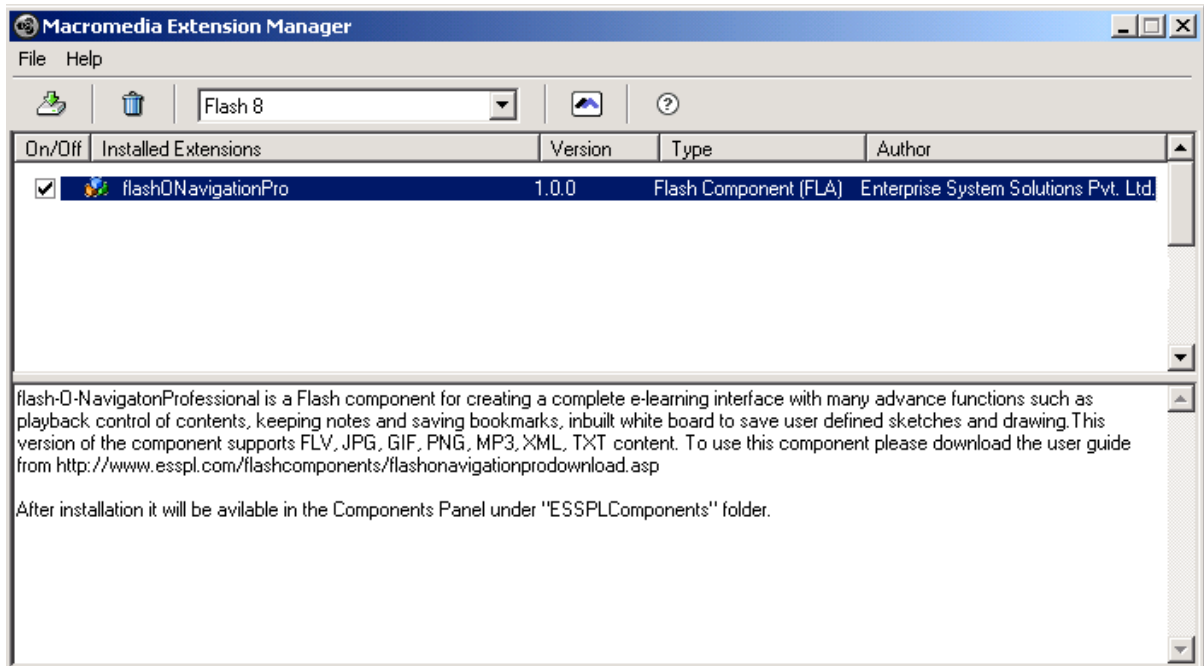 Macromedia Extension Manager
File Help
Flash 8
On/Off Installed Extensions Version Type Author
flashONavigationPro 1.0.0 Flash Component (FLA) Enterprise System Solutions Pvt. Ltd.
flash-O-NavigatonProfessional is a Flash component for creating a complete e-learning interface with many advance functions such as
playback control of contents, keeping notes and saving bookmarks, inbuilt white board to save user defined sketches and drawing.This
version of the component supports FLV, JPG, GIF, PNG, MP3, XML, TXT content. To use this component please download the user guide
from http://www.esspl.com/flashcomponents/flashonavigationprodownload.asp
After installation it will be avilable in the Components Panel under "ESSPLComponents" folder.